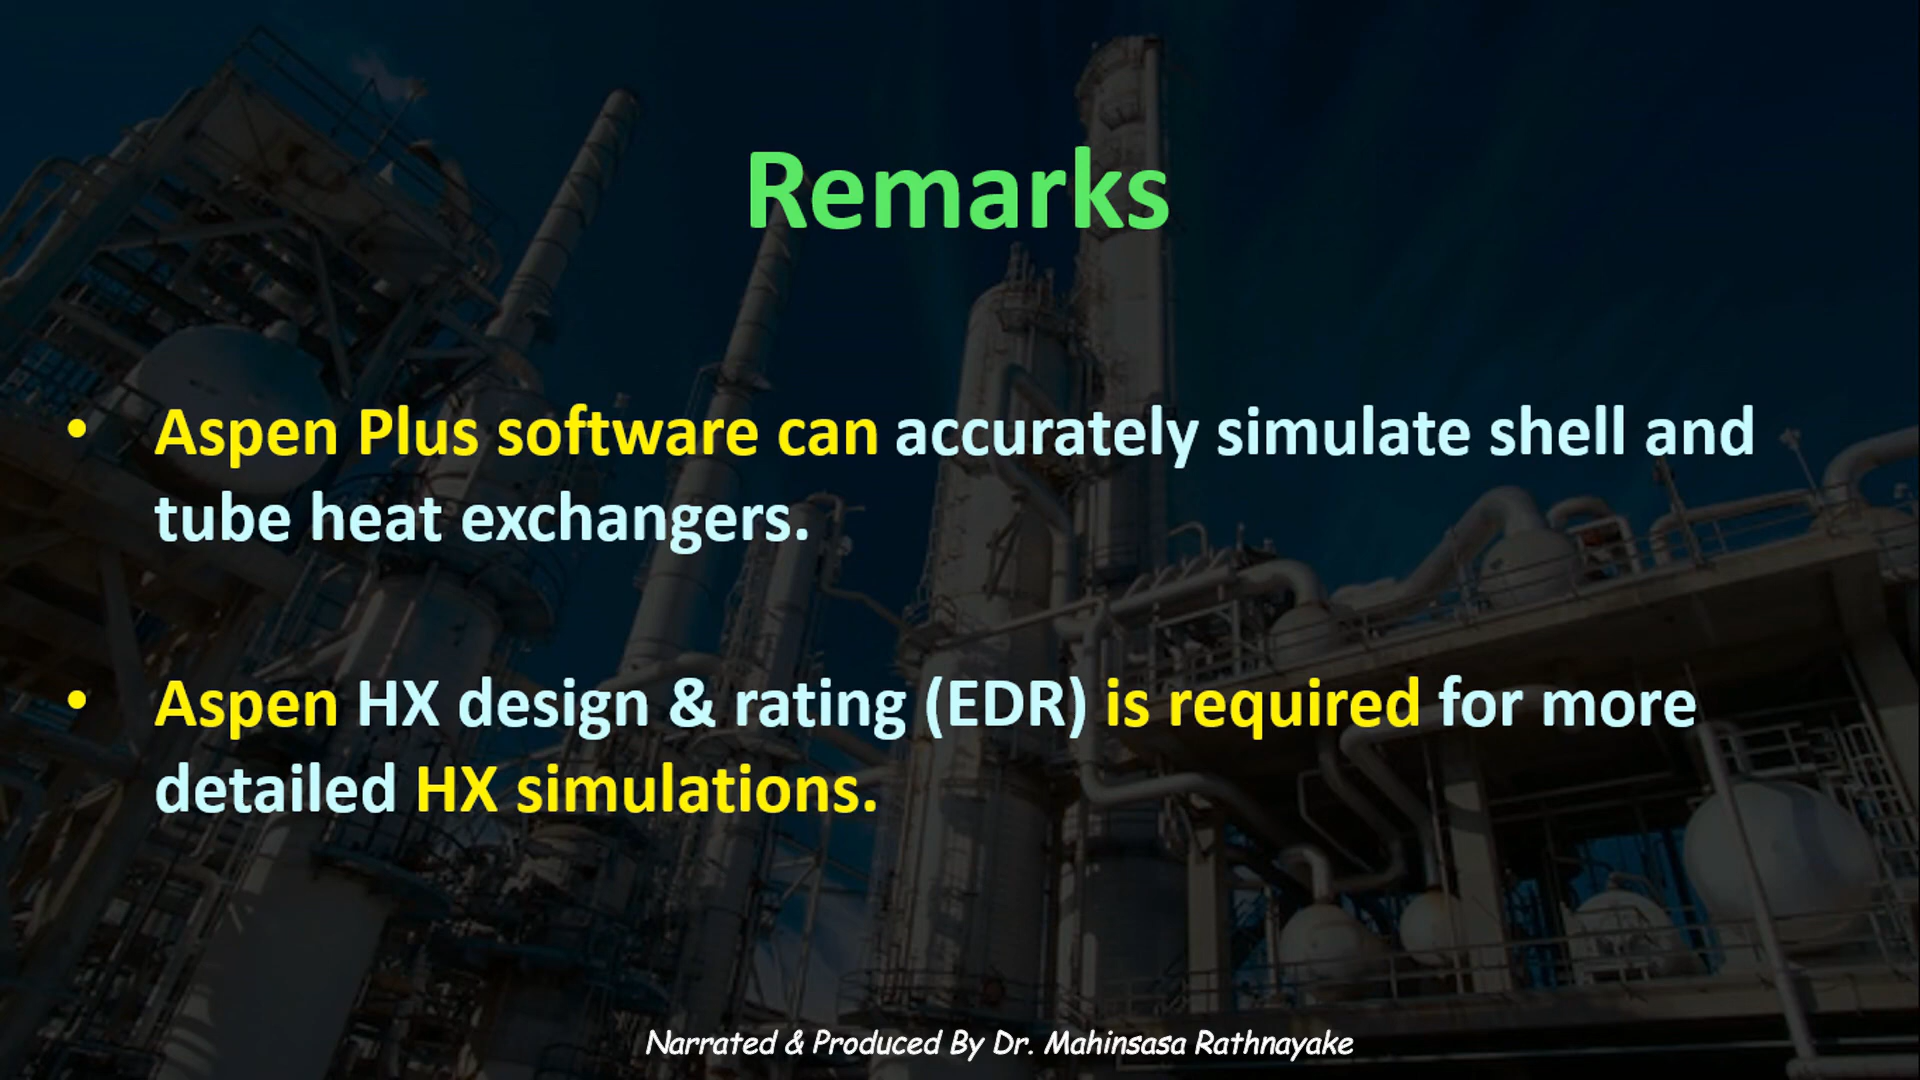 Remarks
• Aspen Plus software can accurately simulate shell and
tube heat exchangers.
• Aspen HX design & rating (EDR) is required for more
detailed HX simulations.
Narrated & Produced By Dr. Mahinsasa Rathnayake